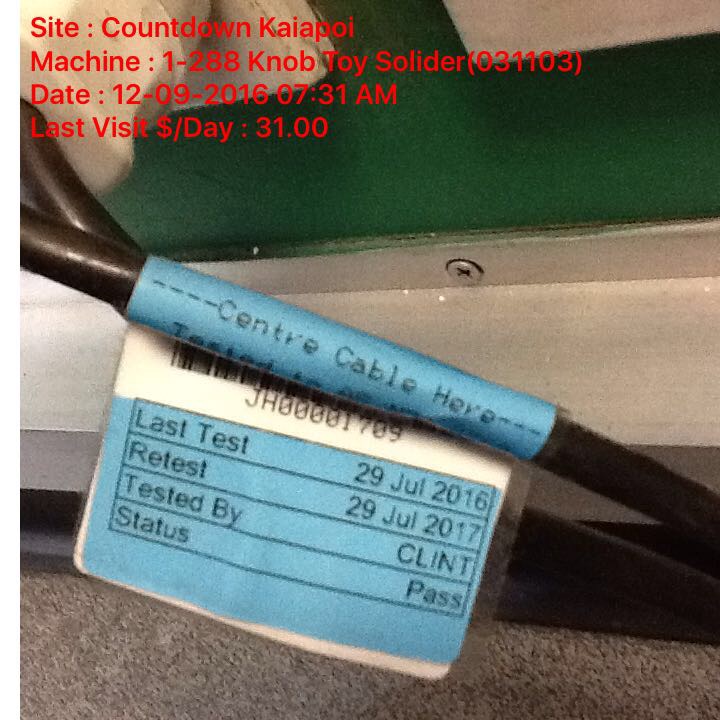 Site : Countdown Kaiapoi
Machine : 1-288 Knob Toy Solider(031103)
Date : 12-09-2016 07:31 AM
Last Visit $/Day : 31.00
----Centre Cable Here---
Tested to
JH00001709
Last Test 29 Jul 2016
Retest 29 Jul 2017
Tested By CLINT
Status Pass